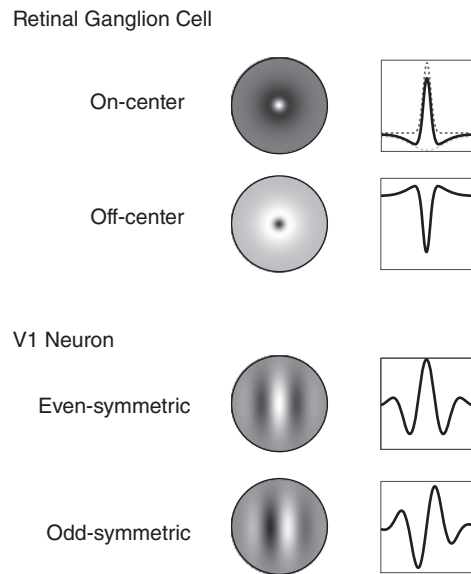 Retinal Ganglion Cell
On-center
Off-center
V1 Neuron
Even-symmetric
Odd-symmetric